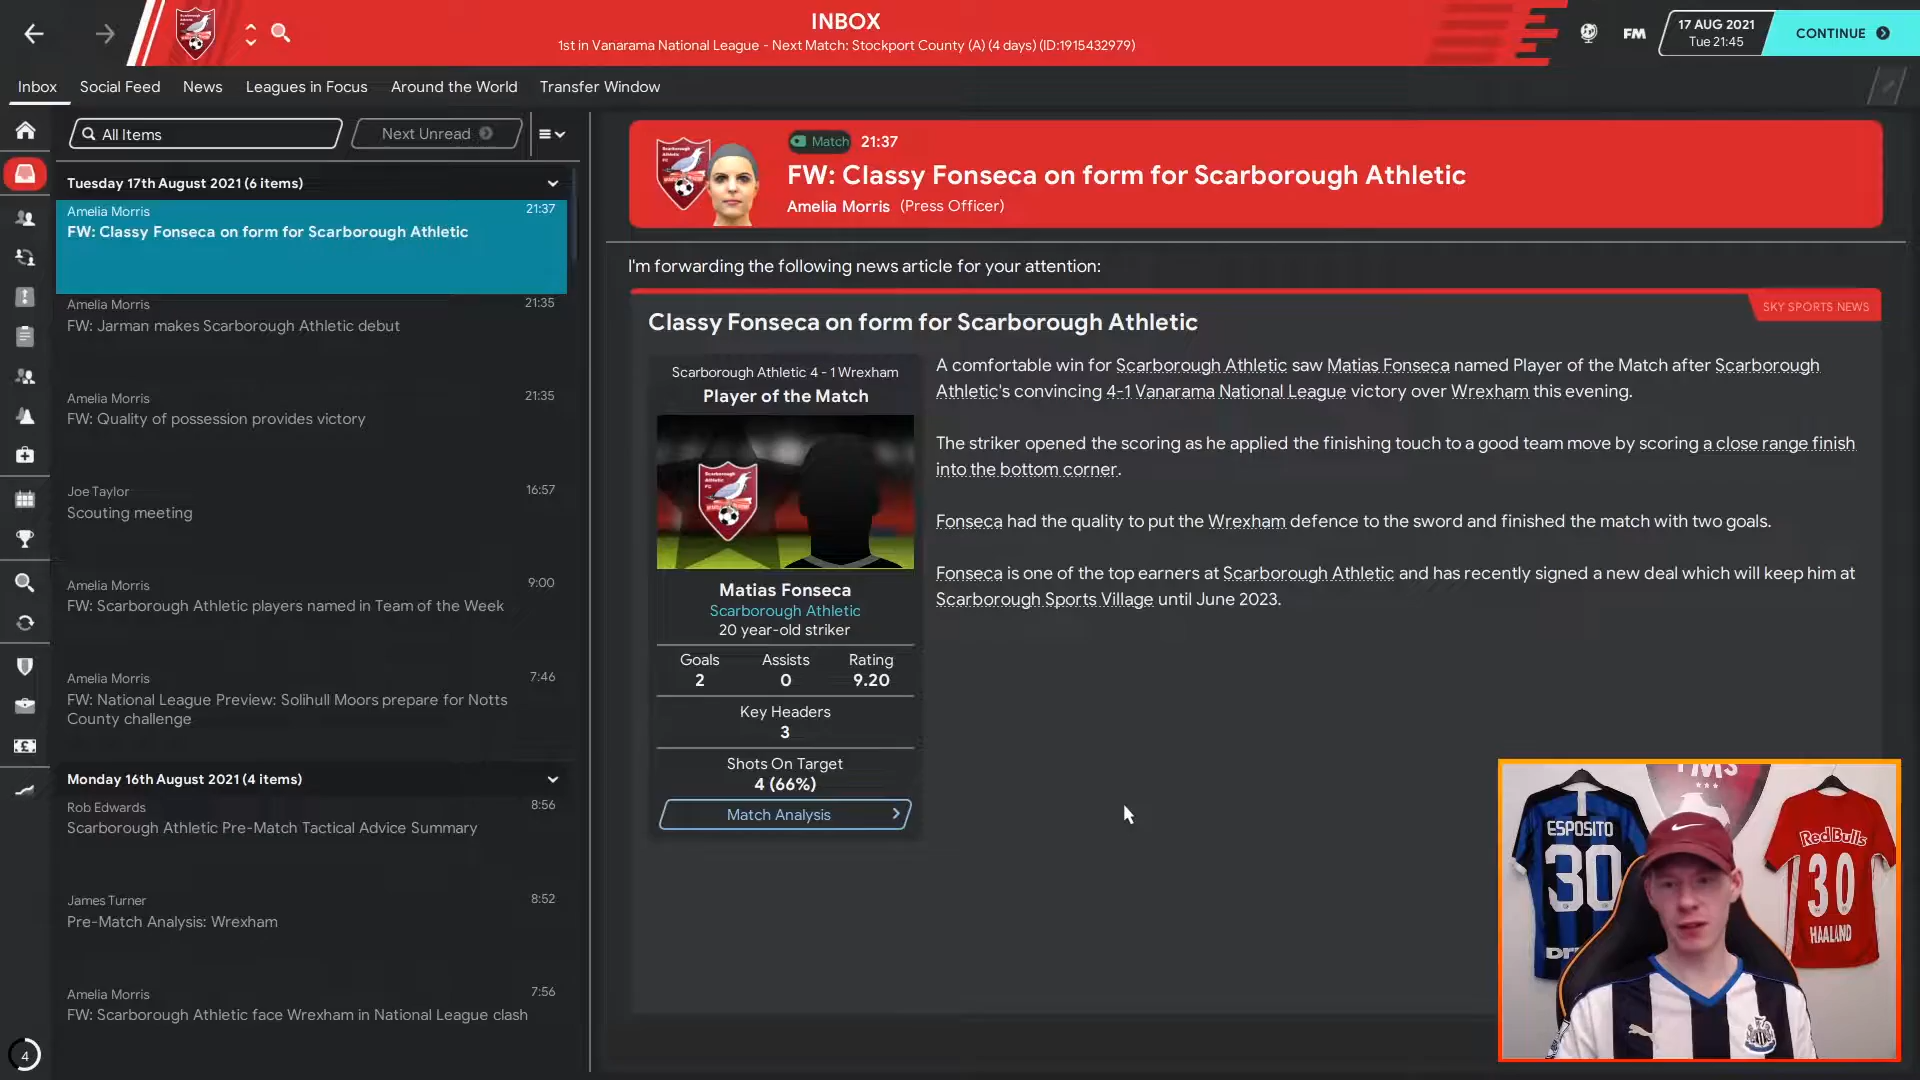 INBOX
1st in Vanarama National League - Next Match: Stockport County (A) (4 days) (ID:1915432979)
FM
17 AUG 2021
Tue 21:45
CONTINUE
Inbox
Social Feed
News
Leagues in Focus
Around the World
Transfer Window
All Items
Next Unread
Tuesday 17th August 2021 (6 items)
Amelia Morris
21:37
FW: Classy Fonseca on form for Scarborough Athletic
Amelia Morris
21:35
FW: Jarman makes Scarborough Athletic debut
Amelia Morris
21:35
FW: Quality of possession provides victory
Joe Taylor
16:57
Scouting meeting
Amelia Morris
9:00
FW: Scarborough Athletic players named in Team of the Week
Amelia Morris
7:46
FW: National League Preview: Solihull Moors prepare for Notts
County challenge
Monday 16th August 2021 (4 items)
Rob Edwards
8:56
Scarborough Athletic Pre-Match Tactical Advice Summary
James Turner
8:52
Pre-Match Analysis: Wrexham
Amelia Morris
7:56
FW: Scarborough Athletic face Wrexham in National League clash
4
Match
21:37
FW: Classy Fonseca on form for Scarborough Athletic
Amelia Morris (Press Officer)
I'm forwarding the following news article for your attention:
SKY SPORTS NEWS
Classy Fonseca on form for Scarborough Athletic
Scarborough Athletic 4 - 1 Wrexham
Player of the Match
Matias Fonseca
Scarborough Athletic
20 year-old striker
Goals
Assists
Rating
2
0
9.20
Key Headers
3
Shots On Target
4 (66%)
Match Analysis
A comfortable win for Scarborough Athletic saw Matias Fonseca named Player of the Match after Scarborough
Athletic's convincing 4-1 Vanarama National League victory over Wrexham this evening.
The striker opened the scoring as he applied the finishing touch to a good team move by scoring a close range finish
into the bottom corner.
Fonseca had the quality to put the Wrexham defence to the sword and finished the match with two goals.
Fonseca is one of the top earners at Scarborough Athletic and has recently signed a new deal which will keep him at
Scarborough Sports Village until June 2023.
ESPOSITO
30
RedBulls
30
HAALAND